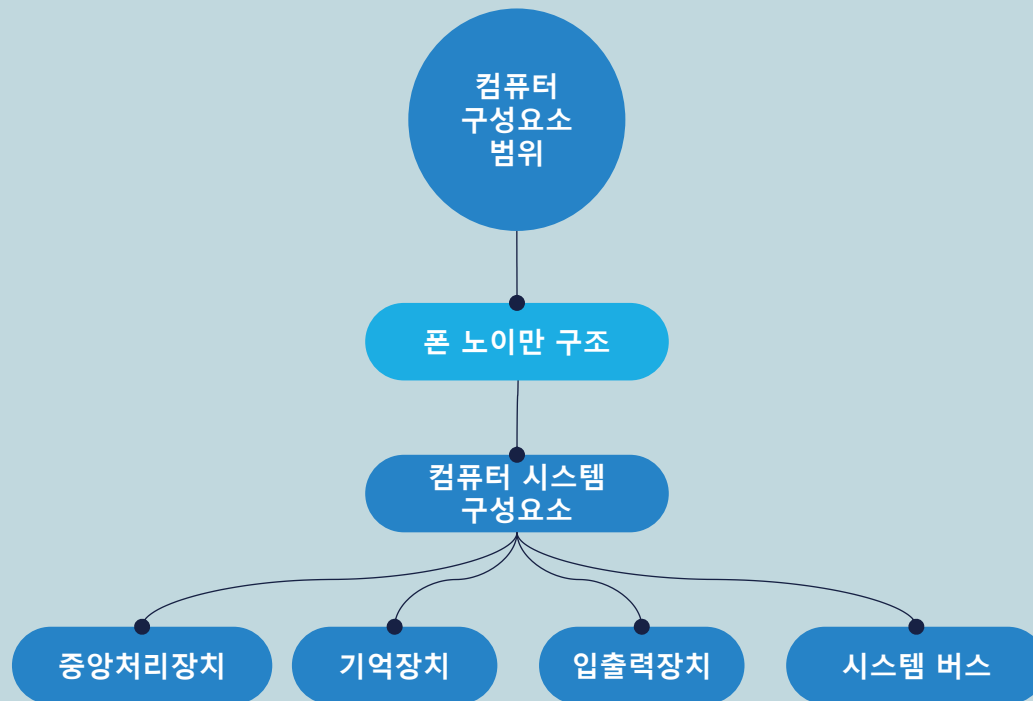 컴퓨터
구성요소
범위
폰 노이만 구조
컴퓨터 시스템
구성요소
중앙처리장치
기억장치
입출력장치
시스템 버스